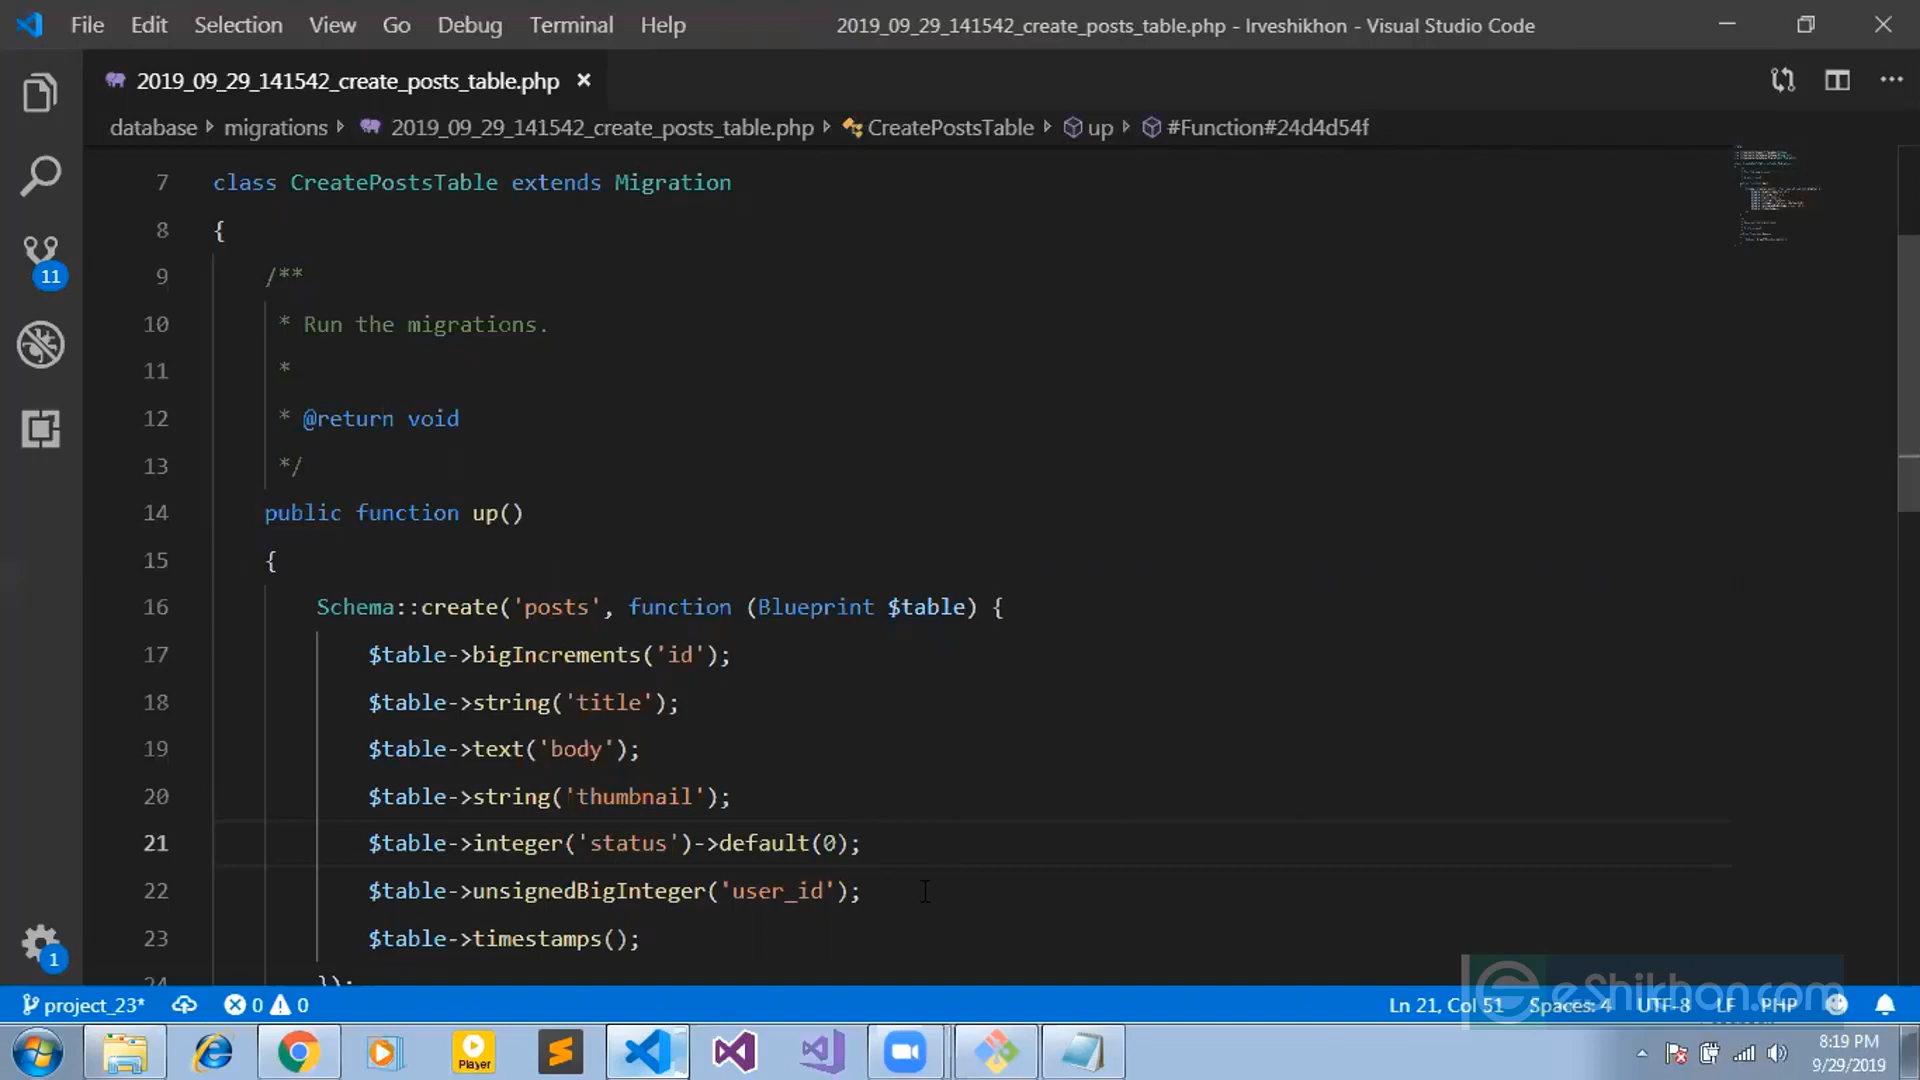 File Edit Selection View Go Debug Terminal Help 2019_09_29_141542_create_posts_table.php - Irveshikhon - Visual Studio Code
2019_09_29_141542_create_posts_table.php
database migrations 2019_09_29_141542_create_posts_table.php CreatePostsTable up #Function#24d4d54f
7 class CreatePostsTable extends Migration
8 {
9 /**
10 * Run the migrations.
11 *
12 * @return void
13 */
14 public function up()
15 {
16 Schema::create('posts', function (Blueprint $table) {
17 $table->bigIncrements('id');
18 $table->string('title');
19 $table->text('body');
20 $table->string('thumbnail');
21 $table->integer('status')->default(0);
22 $table->unsignedBigInteger('user_id');
23 $table->timestamps();
24 });
11
1
eShikhon.com
project_23* 0 0 Ln 21, Col 51 Spaces: 4 UTF-8 LF PHP
Player
8:19 PM
9/29/2019